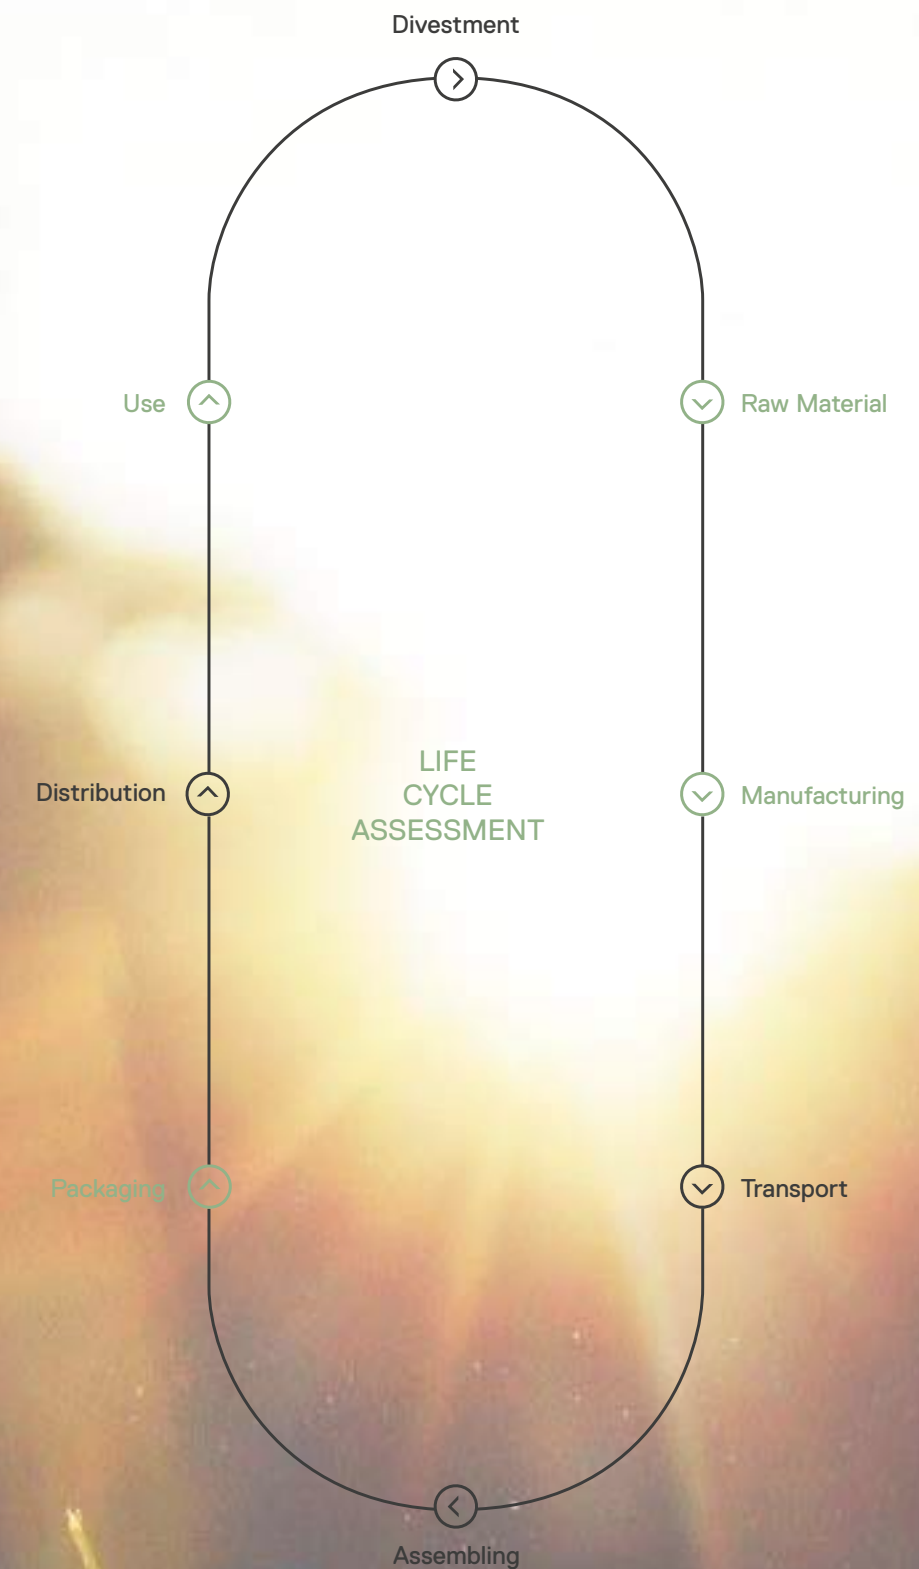 Divestment
Use
Raw Material
LIFE
CYCLE
ASSESSMENT
Distribution
Manufacturing
Packaging
Transport
Assembling